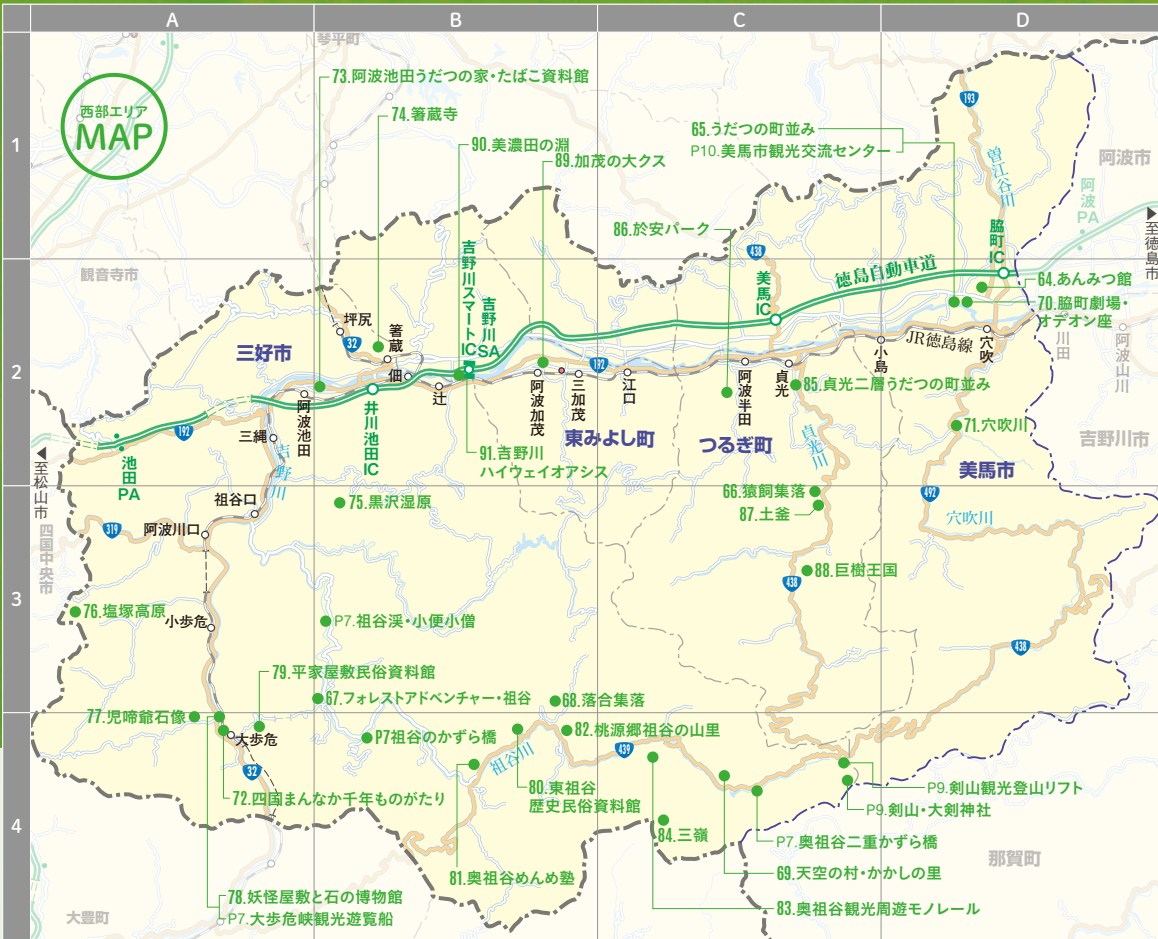 A
B
C
D
1
2
3
4
西部エリア
MAP
琴平町
73.阿波池田うだつの家・たばこ資料館
74.箸蔵寺
90.美濃田の淵
89.加茂の大クス
65.うだつの町並み
P10.美馬市観光交流センター
193
曽江谷川
阿波市
阿波PA
▶至徳島市
86.於安パーク
438
脇町IC
観音寺市
吉野川スマートIC
吉野川SA
美馬IC
徳島自動車道
64.あんみつ館
70.脇町劇場・
オデオン座
坪尻
32
箸蔵
三好市
佃
辻
192
JR徳島線
穴吹
川田
阿波山川
小島
阿波池田
井川池田IC
阿波加茂
三加茂
江口
阿波半田
貞光
85.貞光二層うだつの町並み
192
三縄
吉野川
東みよし町
つるぎ町
貞光川
71.穴吹川
吉野川市
美馬市
池田PA
◀至松山市
91.吉野川
ハイウェイオアシス
祖谷口
75.黒沢湿原
66.猿飼集落
87.土釜
492
穴吹川
319
阿波川口
四国中央市
88.巨樹王国
438
76.塩塚高原
小歩危
P7.祖谷渓・小便小僧
438
79.平家屋敷民俗資料館
67.フォレストアドベンチャー・祖谷
68.落合集落
77.児啼爺石像
大歩危
P7祖谷のかずら橋
82.桃源郷祖谷の山里
439
祖谷川
32
72.四国まんなか千年ものがたり
80.東祖谷
歴史民俗資料館
P9.剣山観光登山リフト
P9.剣山・大剣神社
84.三嶺
P7.奥祖谷二重かずら橋
那賀町
81.奥祖谷めんめ塾
69.天空の村・かかしの里
78.妖怪屋敷と石の博物館
P7.大歩危峡観光遊覧船
83.奥祖谷観光周遊モノレール
大豊町